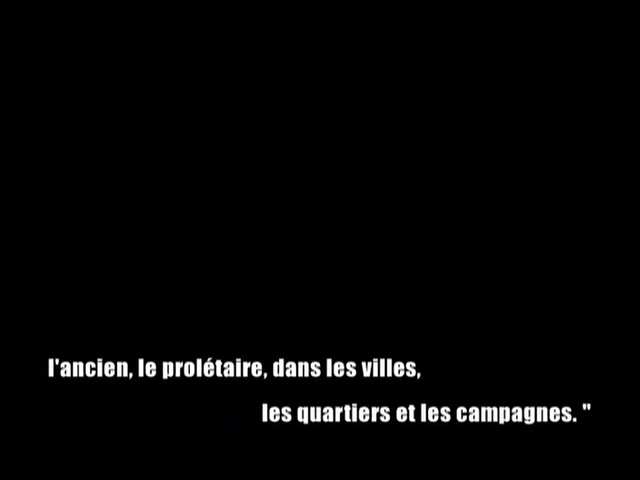 l'ancien, le prolétaire, dans les villes,
les quartiers et les campagnes. "